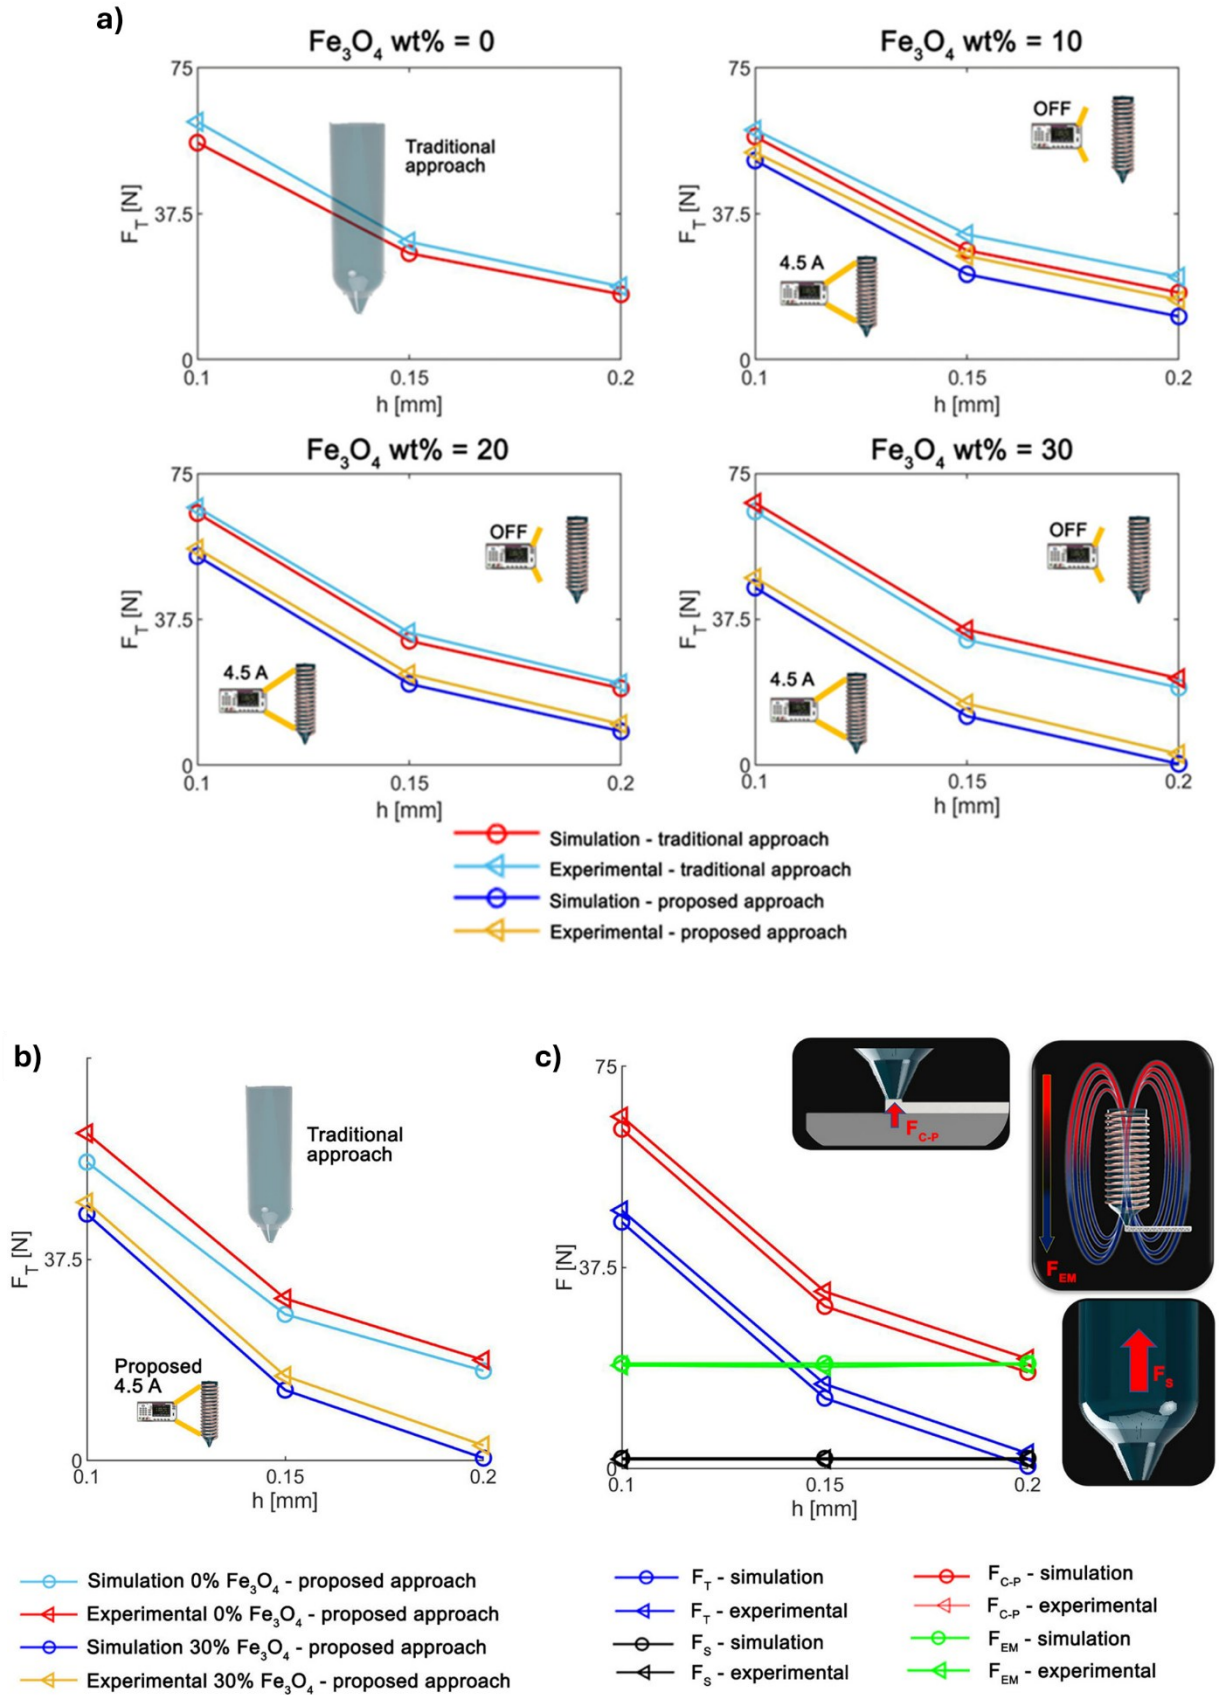 a)
Fe3O4 wt% = 0
75
37.5
0
0.1
0.15
0.2
FT [N]
h [mm]
Traditional
approach
Fe3O4 wt% = 10
75
37.5
0
0.1
0.15
0.2
FT [N]
h [mm]
OFF
4.5 A
Fe3O4 wt% = 20
75
37.5
0
0.1
0.15
0.2
FT [N]
h [mm]
OFF
4.5 A
Fe3O4 wt% = 30
75
37.5
0
0.1
0.15
0.2
FT [N]
h [mm]
OFF
4.5 A
Simulation - traditional approach
Experimental - traditional approach
Simulation - proposed approach
Experimental - proposed approach
b)
37.5
0
0.1
0.15
0.2
FT [N]
h [mm]
Traditional
approach
Proposed
4.5 A
Simulation 0% Fe3O4 - proposed approach
Experimental 0% Fe3O4 - proposed approach
Simulation 30% Fe3O4 - proposed approach
Experimental 30% Fe3O4 - proposed approach
c)
75
37.5
0
0.1
0.15
0.2
F [N]
h [mm]
FC-P
FEM
FS
FT - simulation
FT - experimental
FS - simulation
FS - experimental
FC-P - simulation
FC-P - experimental
FEM - simulation
FEM - experimental